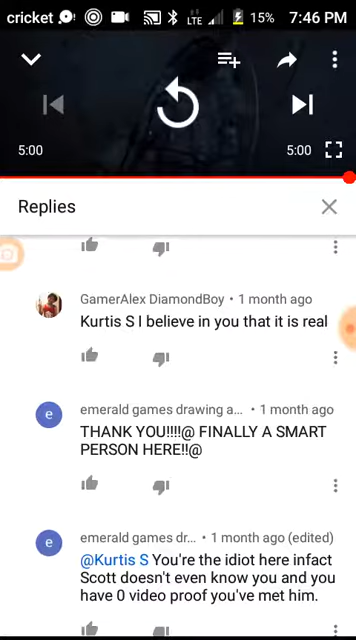 cricket LTE 15% 7:46 PM
5:00 5:00
Replies
GamerAlex DiamondBoy • 1 month ago
Kurtis S I believe in you that it is real
e emerald games drawing a... • 1 month ago
THANK YOU!!!!@ FINALLY A SMART
PERSON HERE!!@
e emerald games dr... • 1 month ago (edited)
@Kurtis S You're the idiot here infact
Scott doesn't even know you and you
have 0 video proof you've met him.